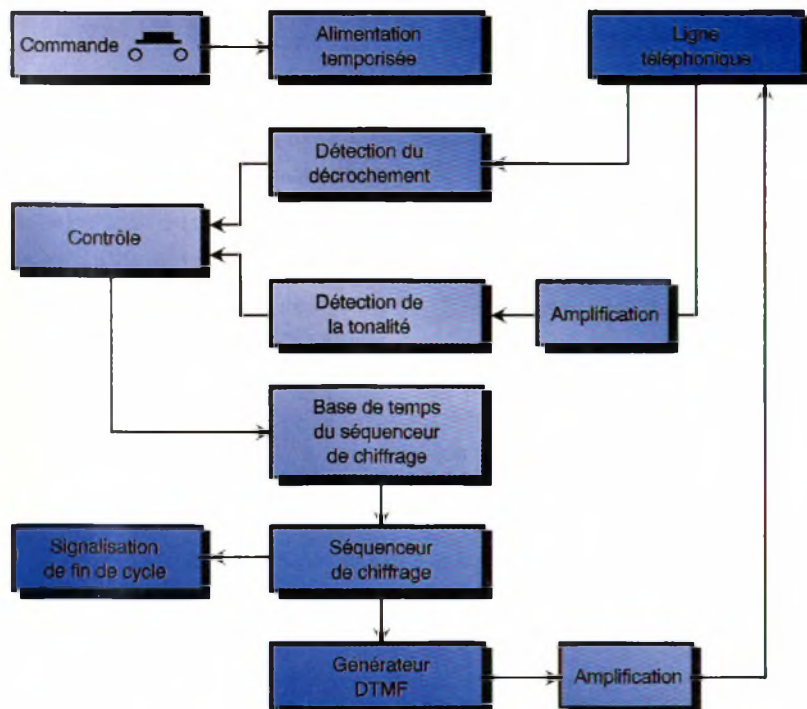 Commande
Alimentation
temporisée
Ligne
téléphonique
Détection du
décrochement
Contrôle
Détection de
la tonalité
Amplification
Base de temps
du séquenceur
de chiffrage
Signalisation
de fin de cycle
Séquenceur
de chiffrage
Générateur
DTMF
Amplification